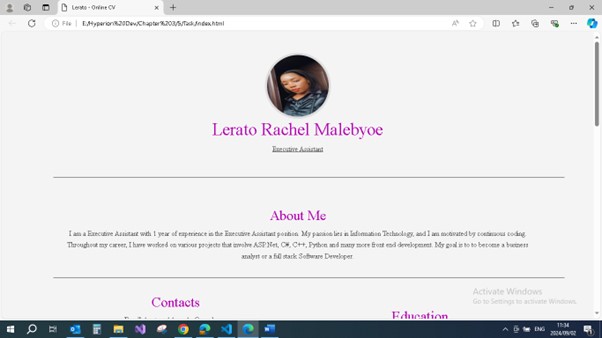 Lerato - Online CV
File
E:/Hyperion%20Dev/Chapter%203/5/Task/index.html
Lerato Rachel Malebyoe
Executive Assistant
About Me
I am a Executive Assistant with 1 year of experience in the Executive Assistant position. My passion lies in Information Technology, and I am motivated by continuous coding.
Throughout my career, I have worked on various projects that involve ASP.Net, C#, C++, Python and many more front end development. My goal is to to become a business
analyst or a full stack Software Developer.
Contacts
Education
Activate Windows
Go to Settings to activate Windows.
ENG
11:34
2024/09/02